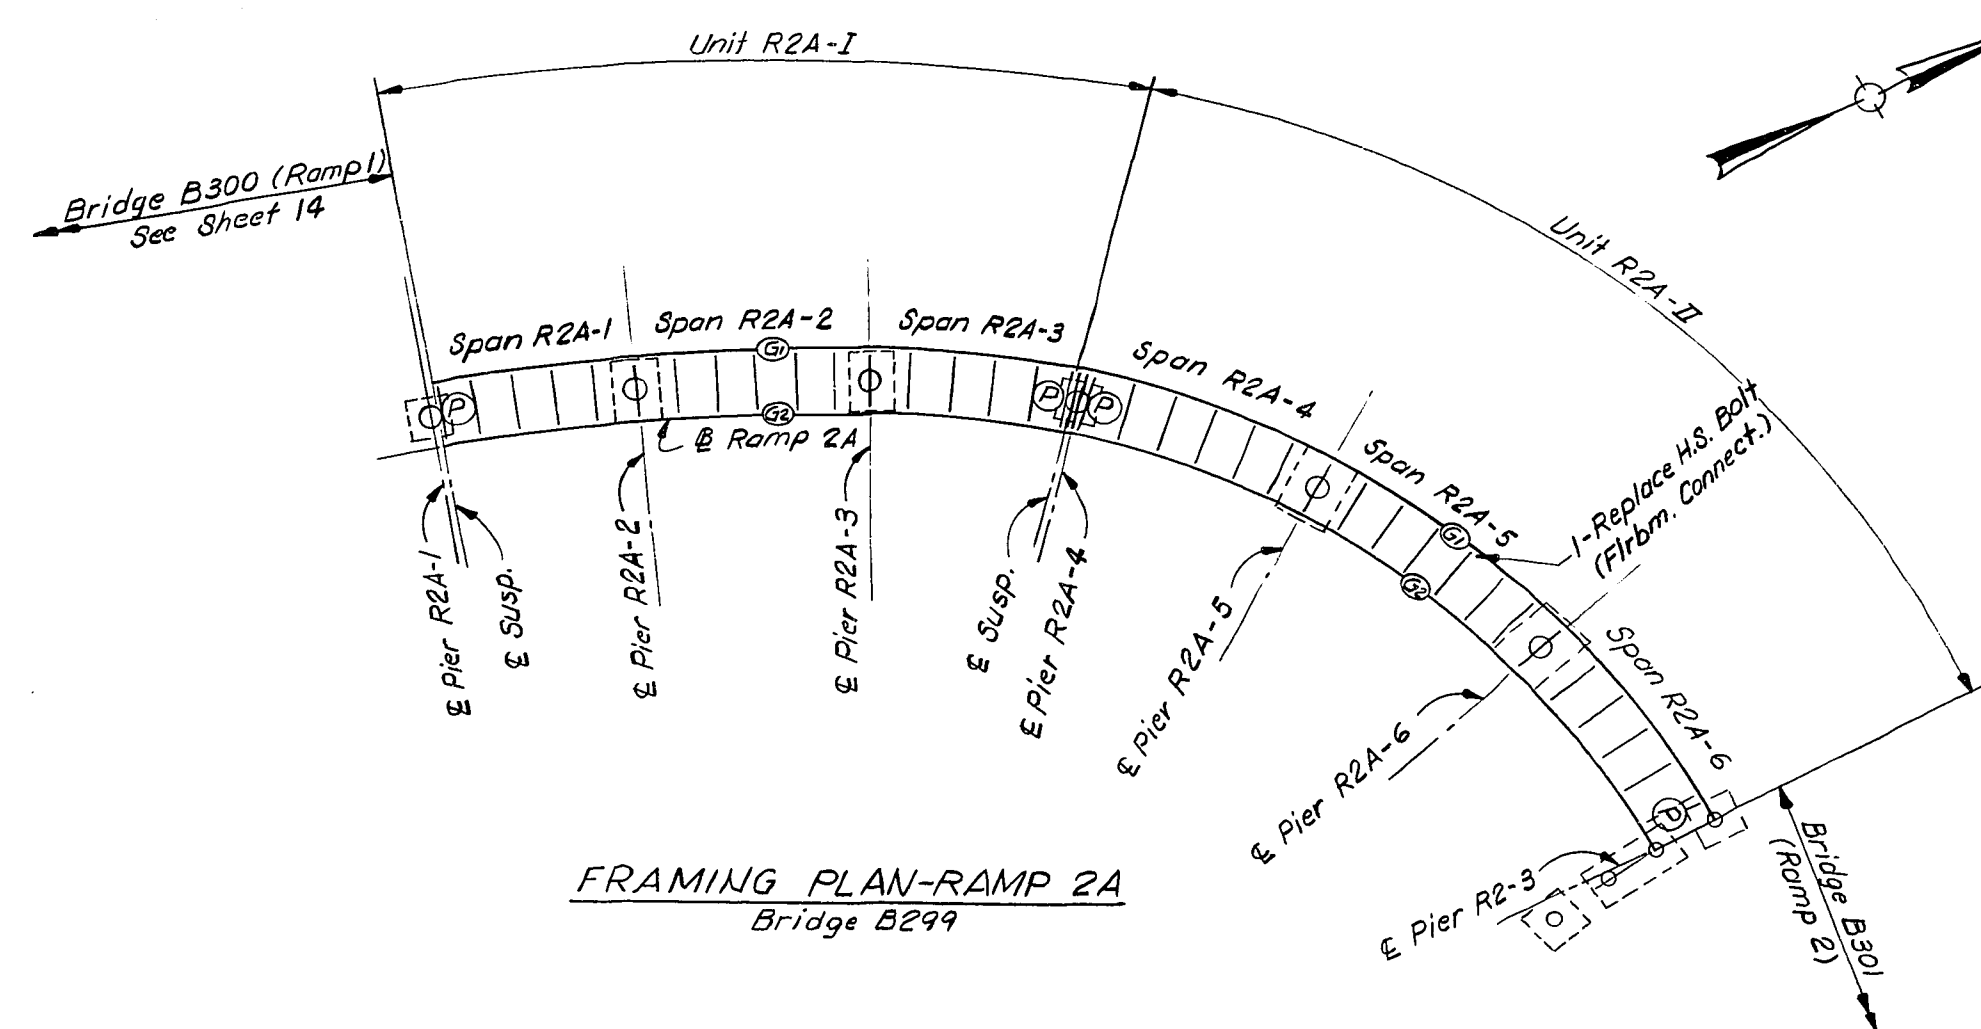 Unit R2A-I
Bridge B300 (Ramp 1)
See Sheet 14
Unit R2A-II
Span R2A-1
Span R2A-2
Span R2A-3
Span R2A-4
Span R2A-5
Span R2A-6
G1
G2
P
P
P
G1
G2
P
℄ Ramp 2A
1-Replace H.S. Bolt
(Flrbm. Connect.)
℄ Pier R2A-1
℄ Susp.
℄ Pier R2A-2
℄ Pier R2A-3
℄ Susp.
℄ Pier R2A-4
℄ Pier R2A-5
℄ Pier R2A-6
℄ Pier R2-3
Bridge B301
(Ramp 2)
FRAMING PLAN-RAMP 2A
Bridge B299